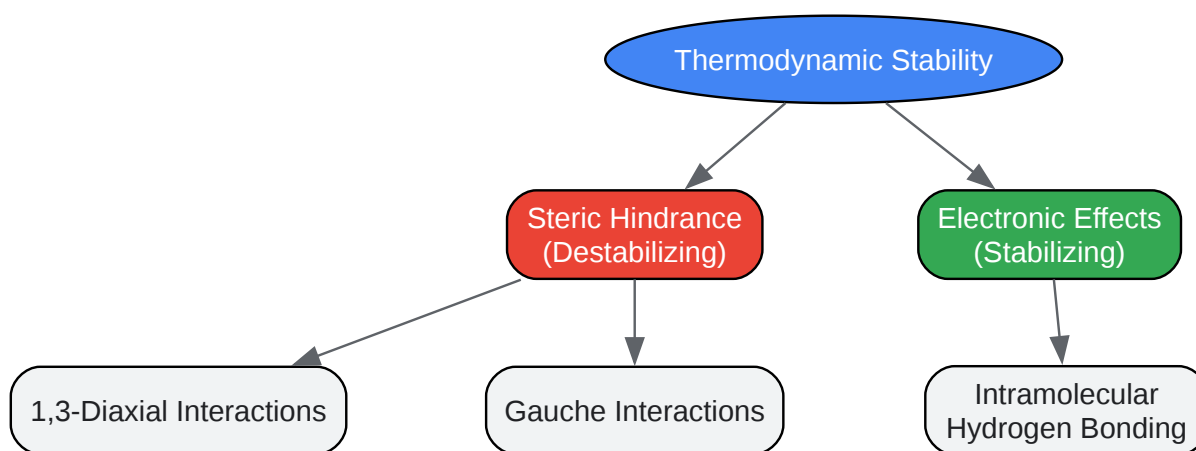 Thermodynamic Stability
Steric Hindrance
(Destabilizing)
Electronic Effects
(Stabilizing)
1,3-Diaxial Interactions
Gauche Interactions
Intramolecular
Hydrogen Bonding